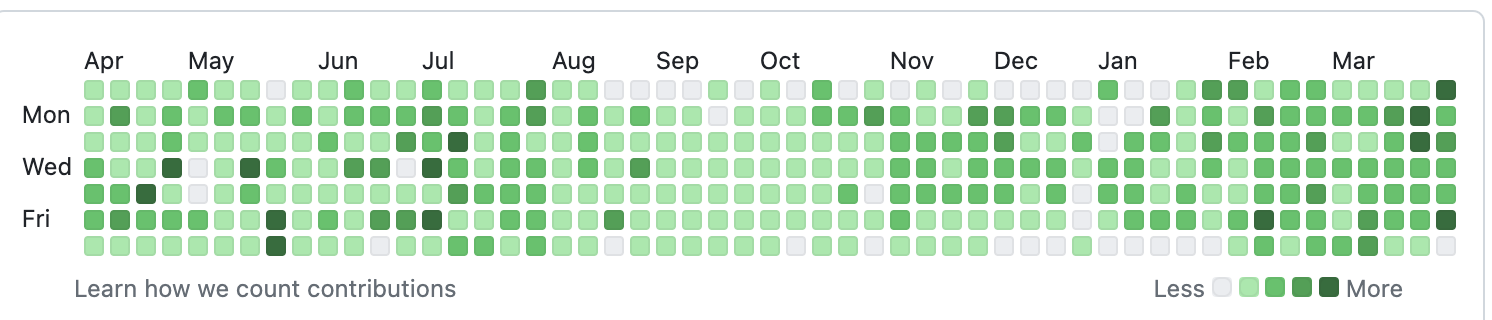 Apr May Jun Jul Aug Sep Oct Nov Dec Jan Feb Mar
Mon
Wed
Fri
Learn how we count contributions Less More